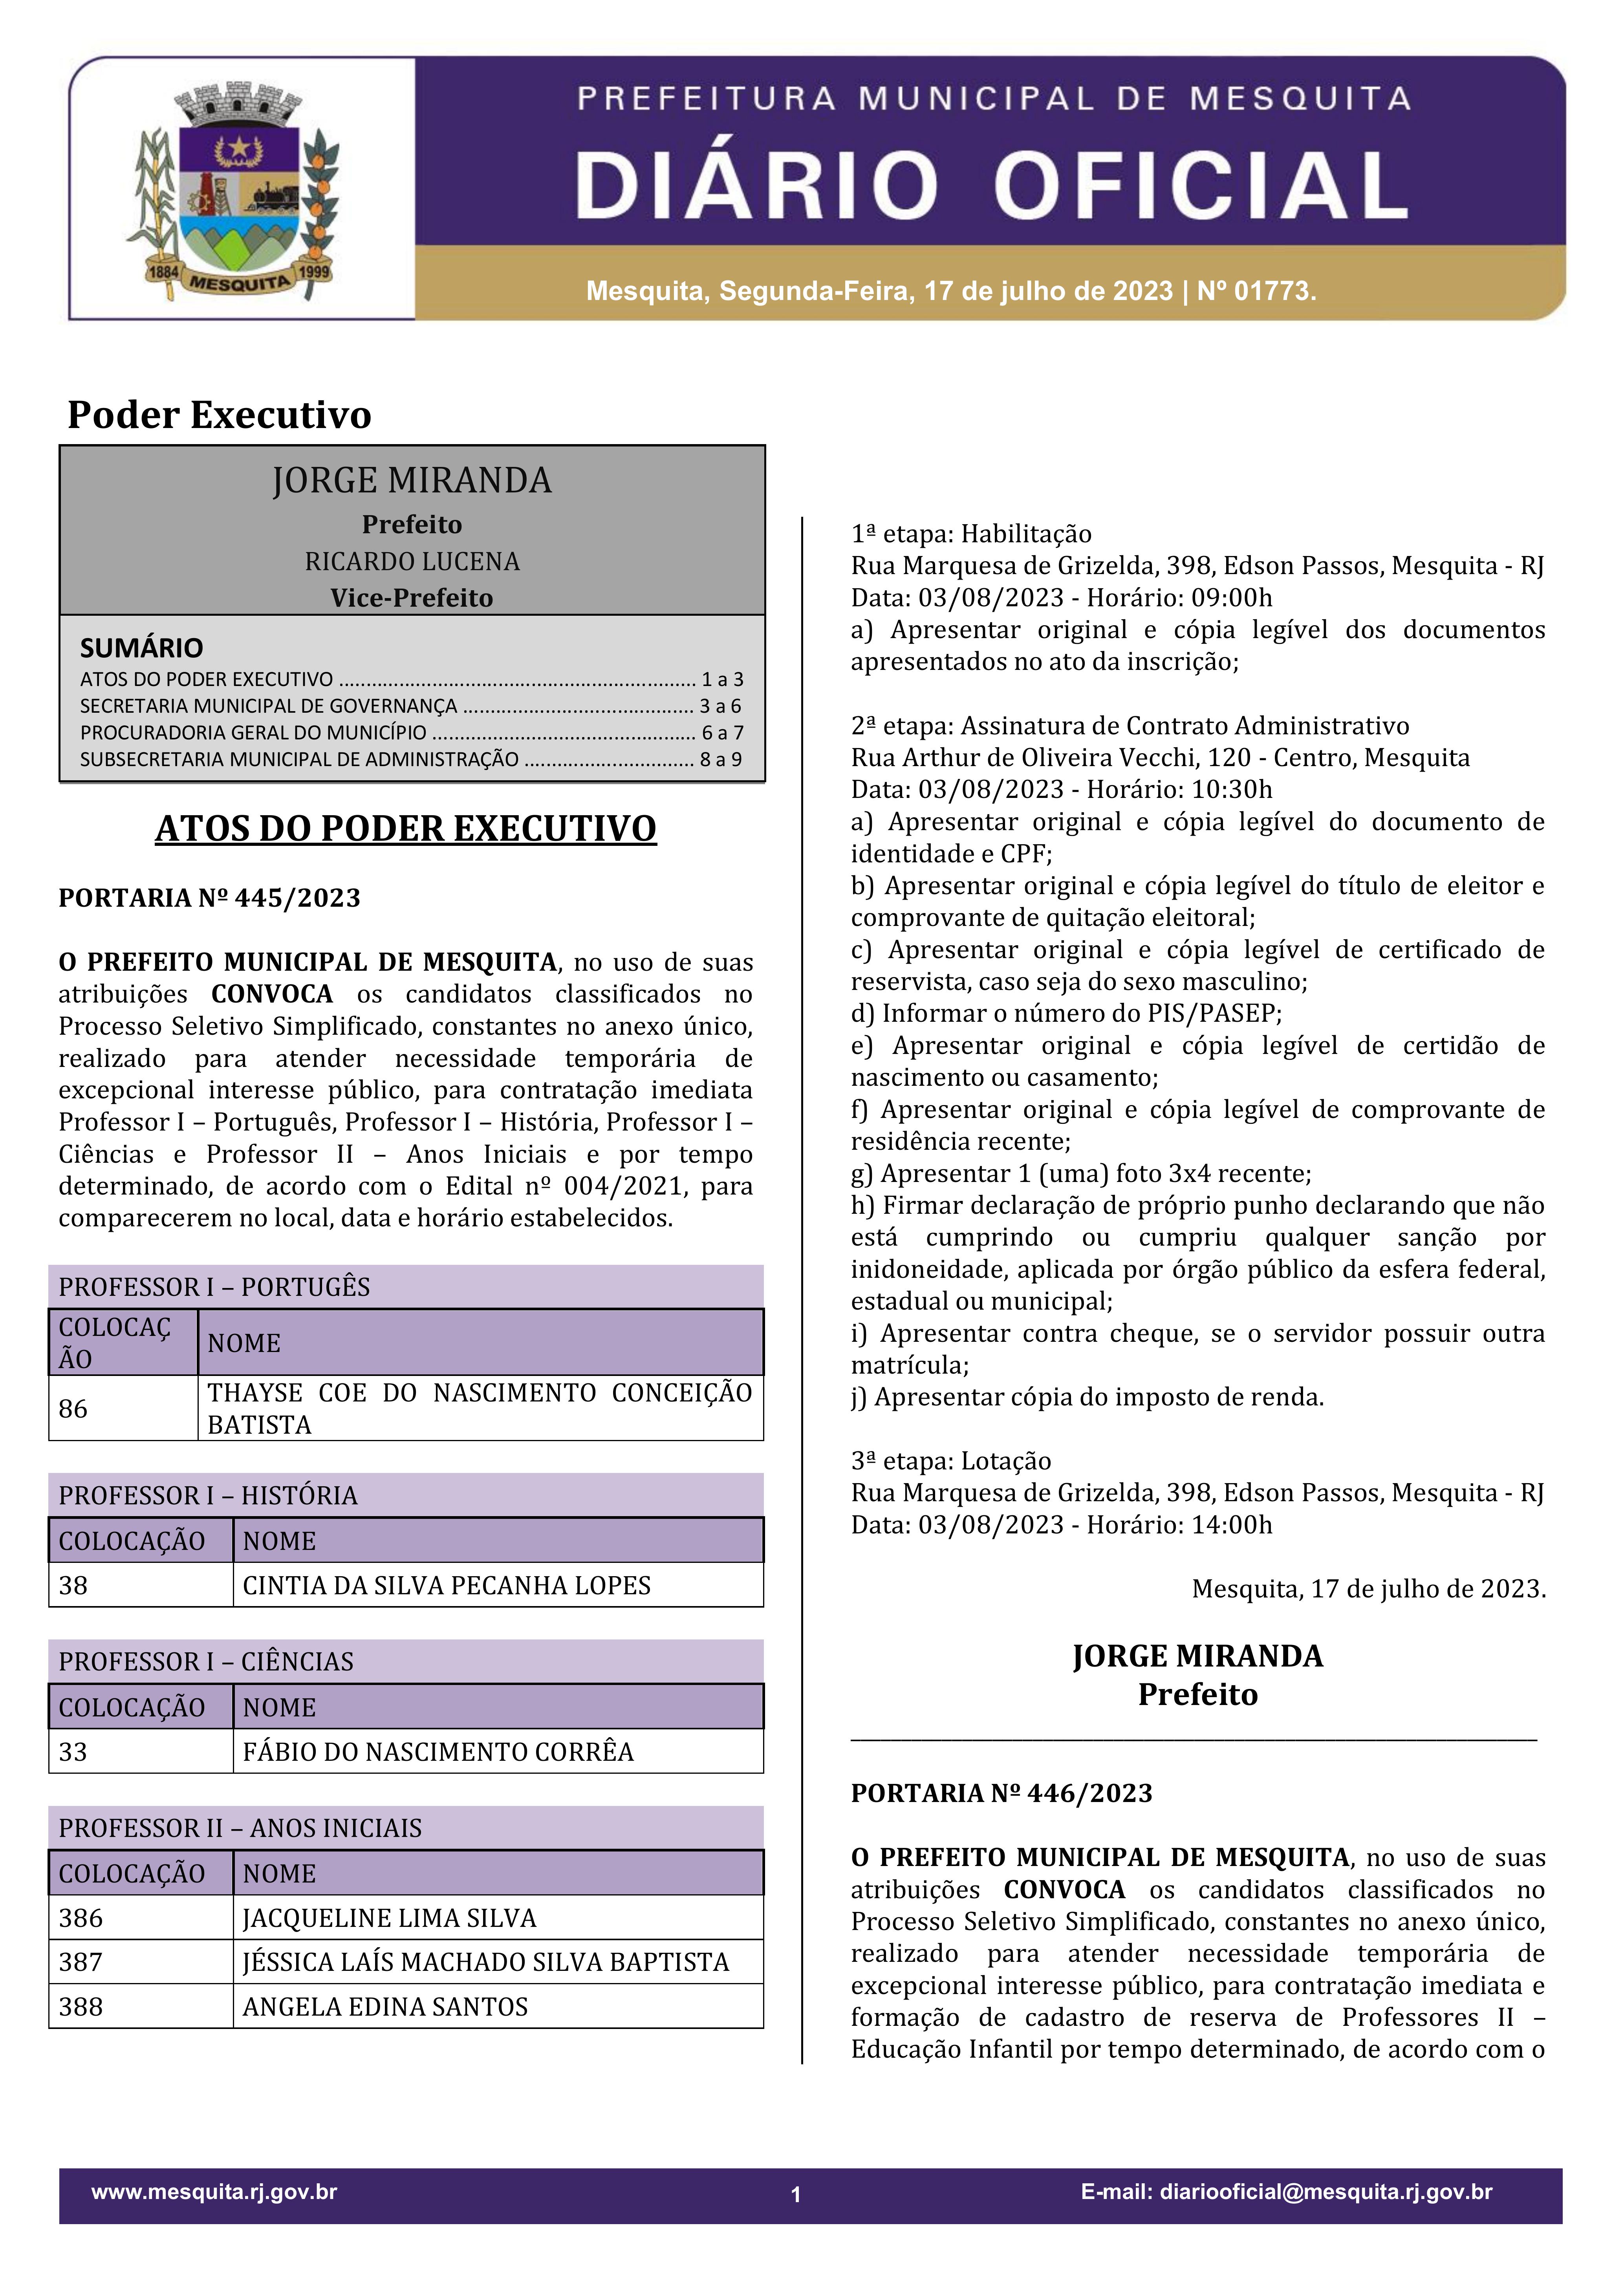 PREFEITURA MUNICIPAL DE MESQUITA
DIÁRIO OFICIAL
1884 MESQUITA 1999
Mesquita, Segunda-Feira, 17 de julho de 2023 | Nº 01773.
Poder Executivo
JORGE MIRANDA
Prefeito
RICARDO LUCENA
Vice-Prefeito
SUMÁRIO
ATOS DO PODER EXECUTIVO ................................................................. 1 a 3
SECRETARIA MUNICIPAL DE GOVERNANÇA .......................................... 3 a 6
PROCURADORIA GERAL DO MUNICÍPIO ................................................ 6 a 7
SUBSECRETARIA MUNICIPAL DE ADMINISTRAÇÃO ............................... 8 a 9
ATOS DO PODER EXECUTIVO
PORTARIA Nº 445/2023
O PREFEITO MUNICIPAL DE MESQUITA, no uso de suas
atribuições CONVOCA os candidatos classificados no
Processo Seletivo Simplificado, constantes no anexo único,
realizado para atender necessidade temporária de
excepcional interesse público, para contratação imediata
Professor I – Português, Professor I – História, Professor I –
Ciências e Professor II – Anos Iniciais e por tempo
determinado, de acordo com o Edital nº 004/2021, para
comparecerem no local, data e horário estabelecidos.
PROFESSOR I – PORTUGÊS
COLOCAÇ
ÃO
NOME
86
THAYSE COE DO NASCIMENTO CONCEIÇÃO
BATISTA
PROFESSOR I – HISTÓRIA
COLOCAÇÃO NOME
38 CINTIA DA SILVA PECANHA LOPES
PROFESSOR I – CIÊNCIAS
COLOCAÇÃO NOME
33 FÁBIO DO NASCIMENTO CORRÊA
PROFESSOR II – ANOS INICIAIS
COLOCAÇÃO NOME
386 JACQUELINE LIMA SILVA
387 JÉSSICA LAÍS MACHADO SILVA BAPTISTA
388 ANGELA EDINA SANTOS
1ª etapa: Habilitação
Rua Marquesa de Grizelda, 398, Edson Passos, Mesquita - RJ
Data: 03/08/2023 - Horário: 09:00h
a) Apresentar original e cópia legível dos documentos
apresentados no ato da inscrição;
2ª etapa: Assinatura de Contrato Administrativo
Rua Arthur de Oliveira Vecchi, 120 - Centro, Mesquita
Data: 03/08/2023 - Horário: 10:30h
a) Apresentar original e cópia legível do documento de
identidade e CPF;
b) Apresentar original e cópia legível do título de eleitor e
comprovante de quitação eleitoral;
c) Apresentar original e cópia legível de certificado de
reservista, caso seja do sexo masculino;
d) Informar o número do PIS/PASEP;
e) Apresentar original e cópia legível de certidão de
nascimento ou casamento;
f) Apresentar original e cópia legível de comprovante de
residência recente;
g) Apresentar 1 (uma) foto 3x4 recente;
h) Firmar declaração de próprio punho declarando que não
está cumprindo ou cumpriu qualquer sanção por
inidoneidade, aplicada por órgão público da esfera federal,
estadual ou municipal;
i) Apresentar contra cheque, se o servidor possuir outra
matrícula;
j) Apresentar cópia do imposto de renda.
3ª etapa: Lotação
Rua Marquesa de Grizelda, 398, Edson Passos, Mesquita - RJ
Data: 03/08/2023 - Horário: 14:00h
Mesquita, 17 de julho de 2023.
JORGE MIRANDA
Prefeito
PORTARIA Nº 446/2023
O PREFEITO MUNICIPAL DE MESQUITA, no uso de suas
atribuições CONVOCA os candidatos classificados no
Processo Seletivo Simplificado, constantes no anexo único,
realizado para atender necessidade temporária de
excepcional interesse público, para contratação imediata e
formação de cadastro de reserva de Professores II –
Educação Infantil por tempo determinado, de acordo com o
www.mesquita.rj.gov.br 1 E-mail: diariooficial@mesquita.rj.gov.br